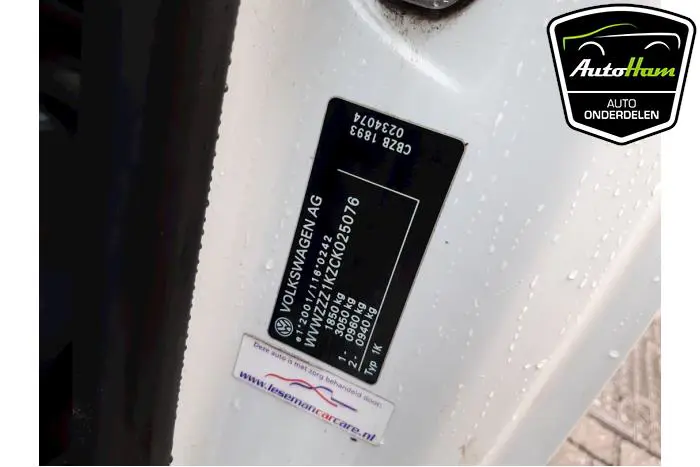 AutoHam
AUTO
ONDERDELEN
CBZB 1893
0234074
VOLKSWAGEN AG
e1*2001/116*0242
WVWZZZ1KZCK025076
1850 kg
3050 kg
1 - 0960 kg
2 - 0940 kg
Typ 1K
Deze auto is met zorg behandeld door:
www.lesemancarcare.nl